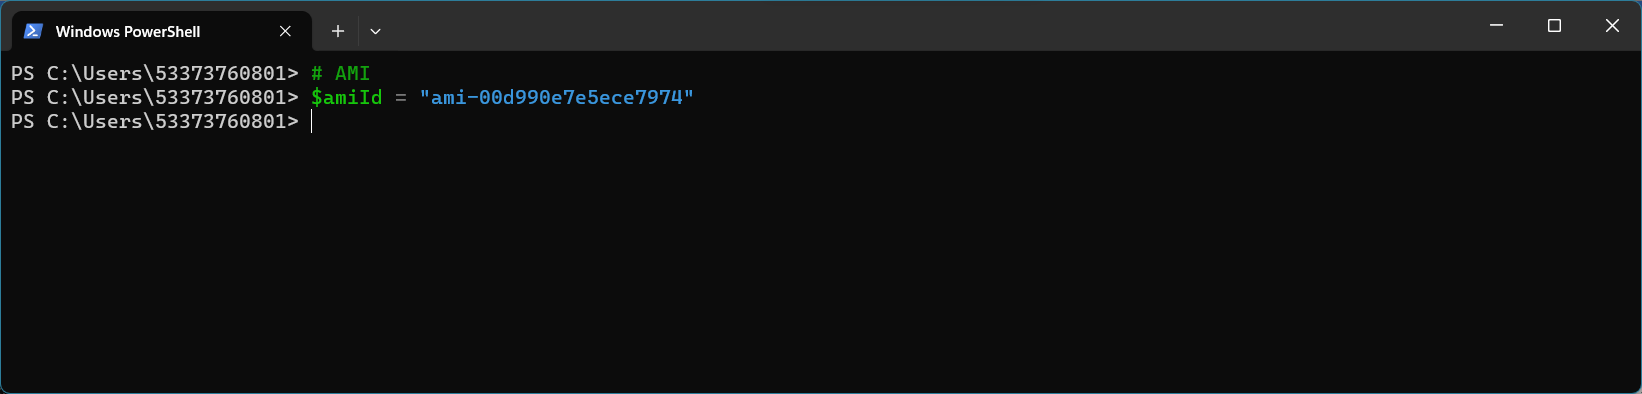 Windows PowerShell
PS C:\Users\53373760801> # AMI
PS C:\Users\53373760801> $amiId = "ami-00d990e7e5ece7974"
PS C:\Users\53373760801>